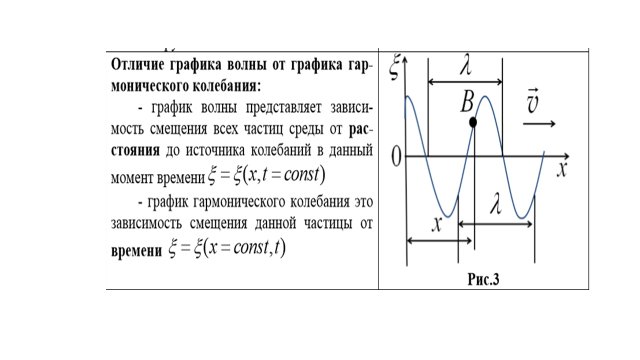 Отличие графика волны от графика гар-
монического колебания:
- график волны представляет зависи-
мость смещения всех частиц среды от рас-
стояния до источника колебаний в данный
момент времени ξ = ξ(x,t = const)
- график гармонического колебания это
зависимость смещения данной частицы от
времени ξ = ξ(x = const,t)
ξ
λ
B
v⃗
0
x
λ
x
Рис.3